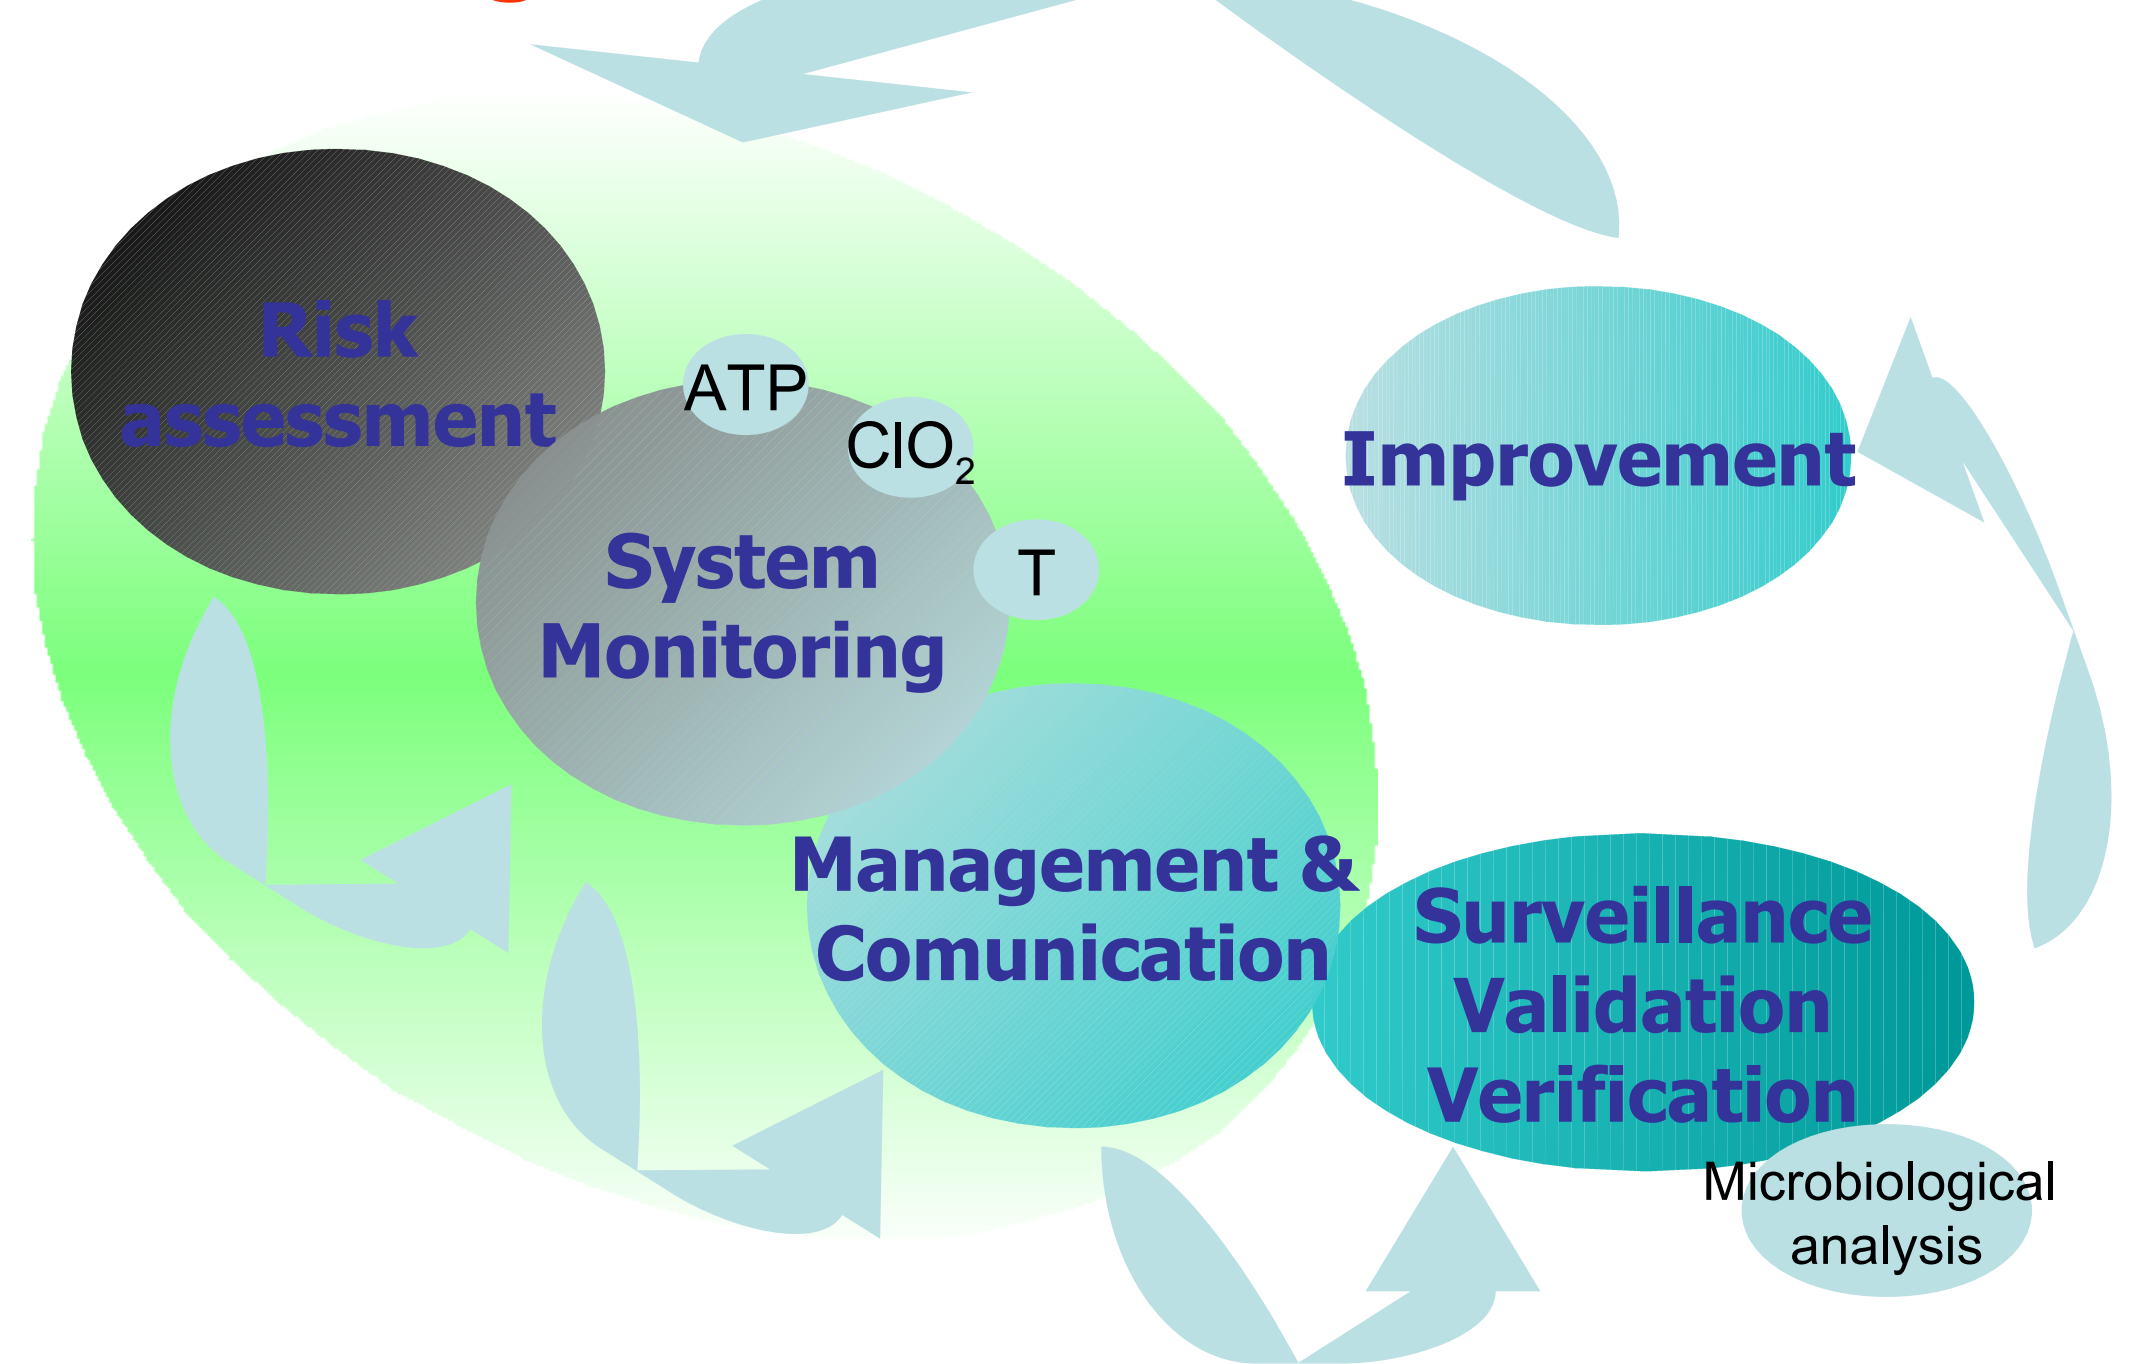 Risk
assessment
ATP
ClO₂
T
System
Monitoring
Improvement
Management &
Comunication
Surveillance
Validation
Verification
Microbiological
analysis